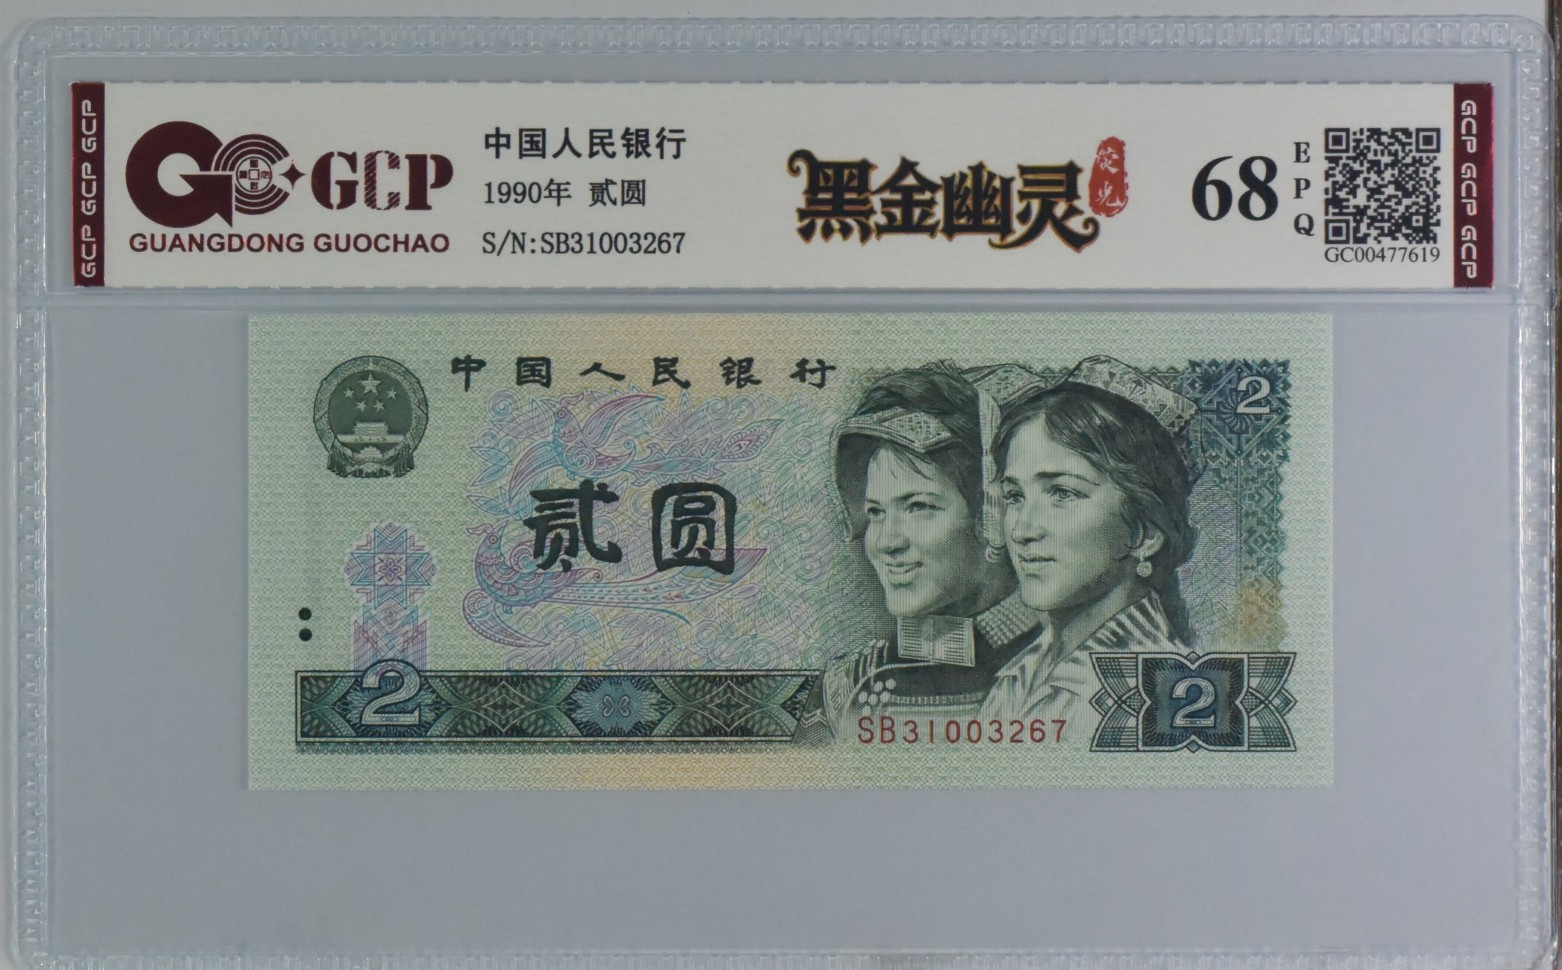 GCP GCP GCP
GCP
GUANGDONG GUOCHAO
中国人民银行
1990年 贰圆
S/N:SB31003267
黑金幽灵
荧光
68
EPQ
GC00477619
GCP GCP GCP
中国人民银行
2
贰圆
2
SB31003267
2